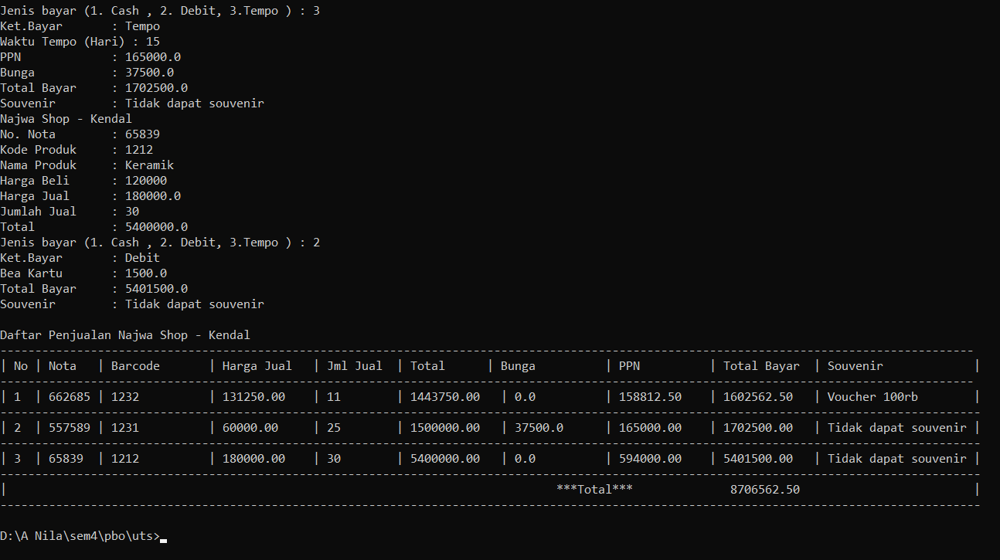 Jenis bayar (1. Cash , 2. Debit, 3.Tempo ) : 3
Ket.Bayar       : Tempo
Waktu Tempo (Hari) : 15
PPN             : 165000.0
Bunga           : 37500.0
Total Bayar     : 1702500.0
Souvenir        : Tidak dapat souvenir
Najwa Shop - Kendal
No. Nota        : 65839
Kode Produk     : 1212
Nama Produk     : Keramik
Harga Beli      : 120000
Harga Jual      : 180000.0
Jumlah Jual     : 30
Total           : 5400000.0
Jenis bayar (1. Cash , 2. Debit, 3.Tempo ) : 2
Ket.Bayar       : Debit
Bea Kartu       : 1500.0
Total Bayar     : 5401500.0
Souvenir        : Tidak dapat souvenir
Daftar Penjualan Najwa Shop - Kendal
| No | Nota   | Barcode       | Harga Jual   | Jml Jual  | Total      | Bunga          | PPN          | Total Bayar  | Souvenir             |
| 1  | 662685 | 1232          | 131250.00    | 11        | 1443750.00   | 0.0          | 158812.50    | 1602562.50   | Voucher 100rb        |
| 2  | 557589 | 1231          | 60000.00     | 25        | 1500000.00   | 37500.0      | 165000.00    | 1702500.00   | Tidak dapat souvenir |
| 3  | 65839  | 1212          | 180000.00    | 30        | 5400000.00   | 0.0          | 594000.00    | 5401500.00   | Tidak dapat souvenir |
|                                                                               ***Total***              8706562.50                         |
D:\A Nila\sem4\pbo\uts>